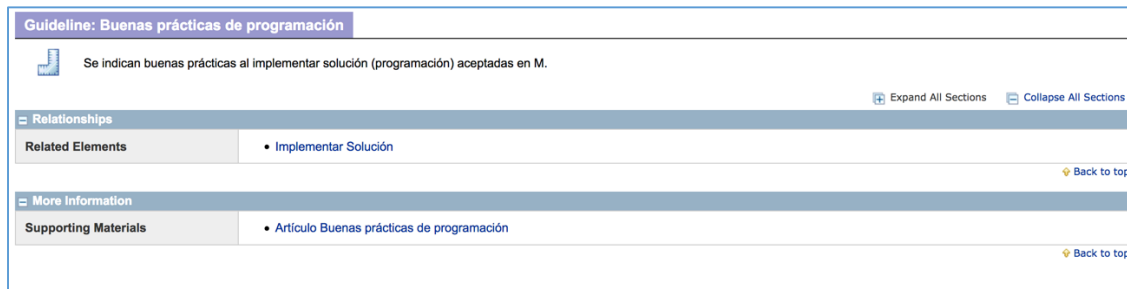 Guideline: Buenas prácticas de programación
Se indican buenas prácticas al implementar solución (programación) aceptadas en M.
Expand All Sections Collapse All Sections
Relationships
Related Elements • Implementar Solución
Back to top
More Information
Supporting Materials • Artículo Buenas prácticas de programación
Back to top